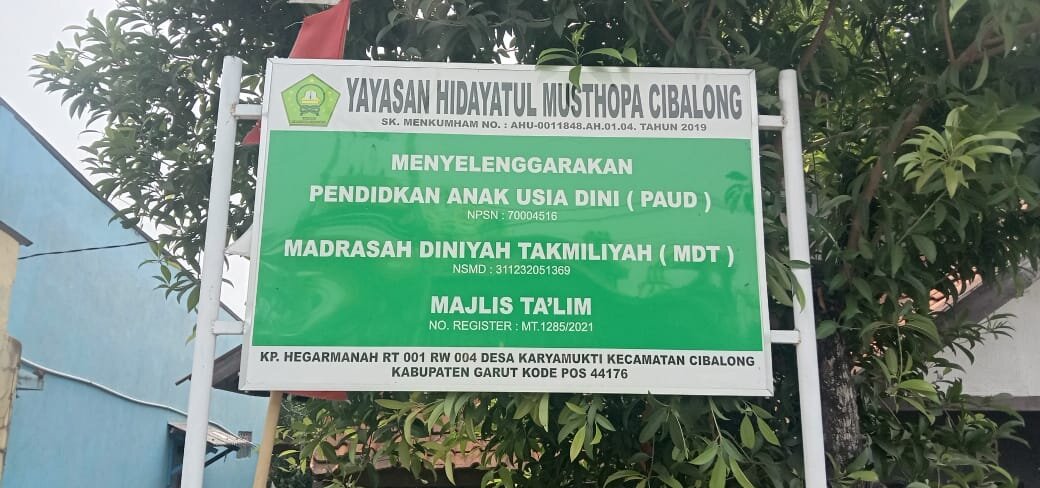 YAYASAN HIDAYATUL MUSTHOPA CIBALONG
SK. MENKUMHAM NO. : AHU-0011848.AH.01.04. TAHUN 2019
MENYELENGGARAKAN
PENDIDKAN ANAK USIA DINI ( PAUD )
NPSN : 70004516
MADRASAH DINIYAH TAKMILIYAH ( MDT )
NSMD : 311232051369
MAJLIS TA'LIM
NO. REGISTER : MT.1285/2021
KP. HEGARMANAH RT 001 RW 004 DESA KARYAMUKTI KECAMATAN CIBALONG
KABUPATEN GARUT KODE POS 44176